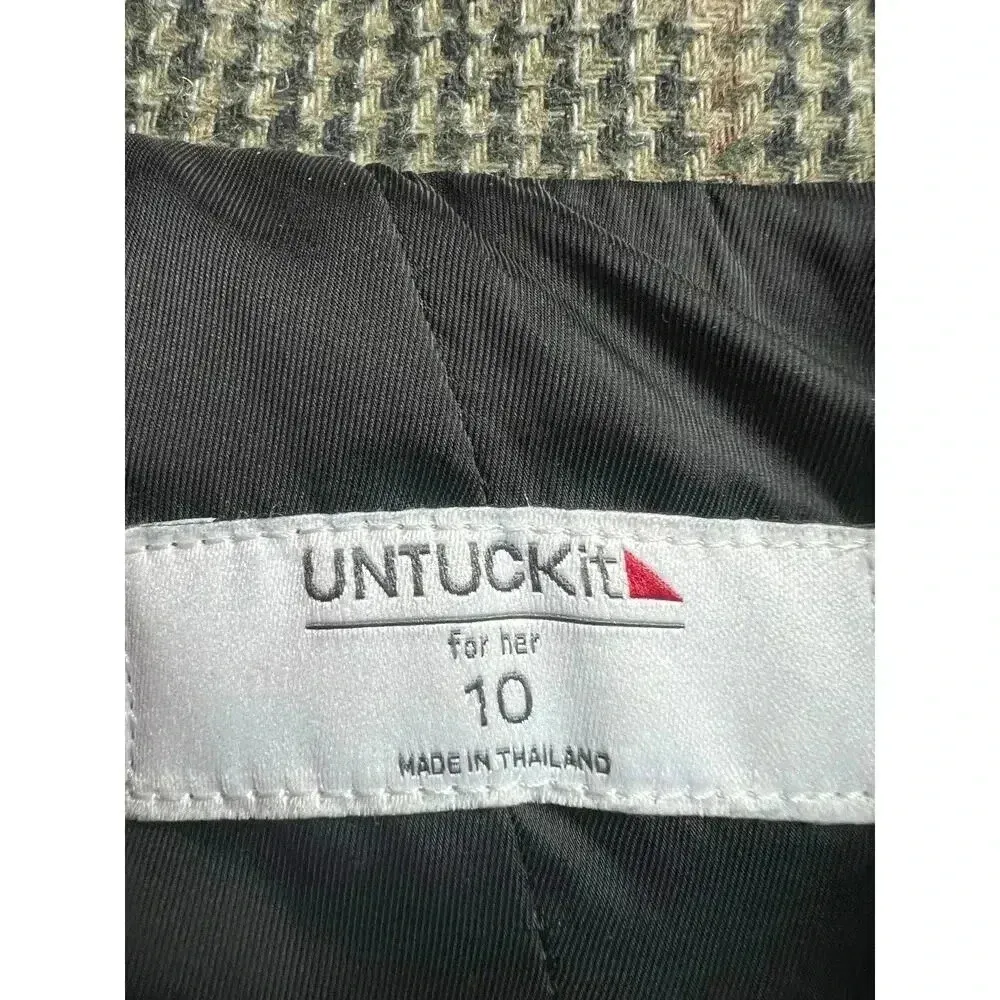 UNTUCKit
for her
10
MADE IN THAILAND